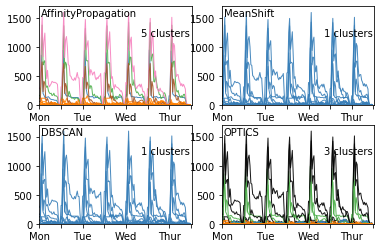 AffinityPropagation
5 clusters
1500
1000
500
0
Mon Tue Wed Thur
MeanShift
1 clusters
1500
1000
500
0
Mon Tue Wed Thur
DBSCAN
1 clusters
1500
1000
500
0
Mon Tue Wed Thur
OPTICS
3 clusters
1500
1000
500
0
Mon Tue Wed Thur